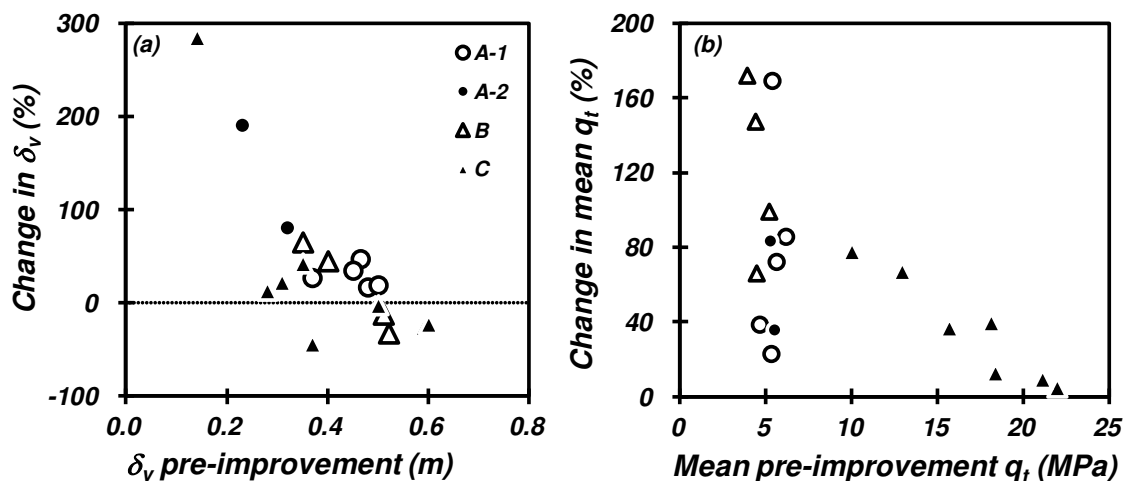 300
200
100
0
-100
Change in δv (%)
(a)
A-1
A-2
B
C
0.0 0.2 0.4 0.6 0.8
δv pre-improvement (m)
200
160
120
80
40
0
Change in mean qt (%)
(b)
0 5 10 15 20 25
Mean pre-improvement qt (MPa)